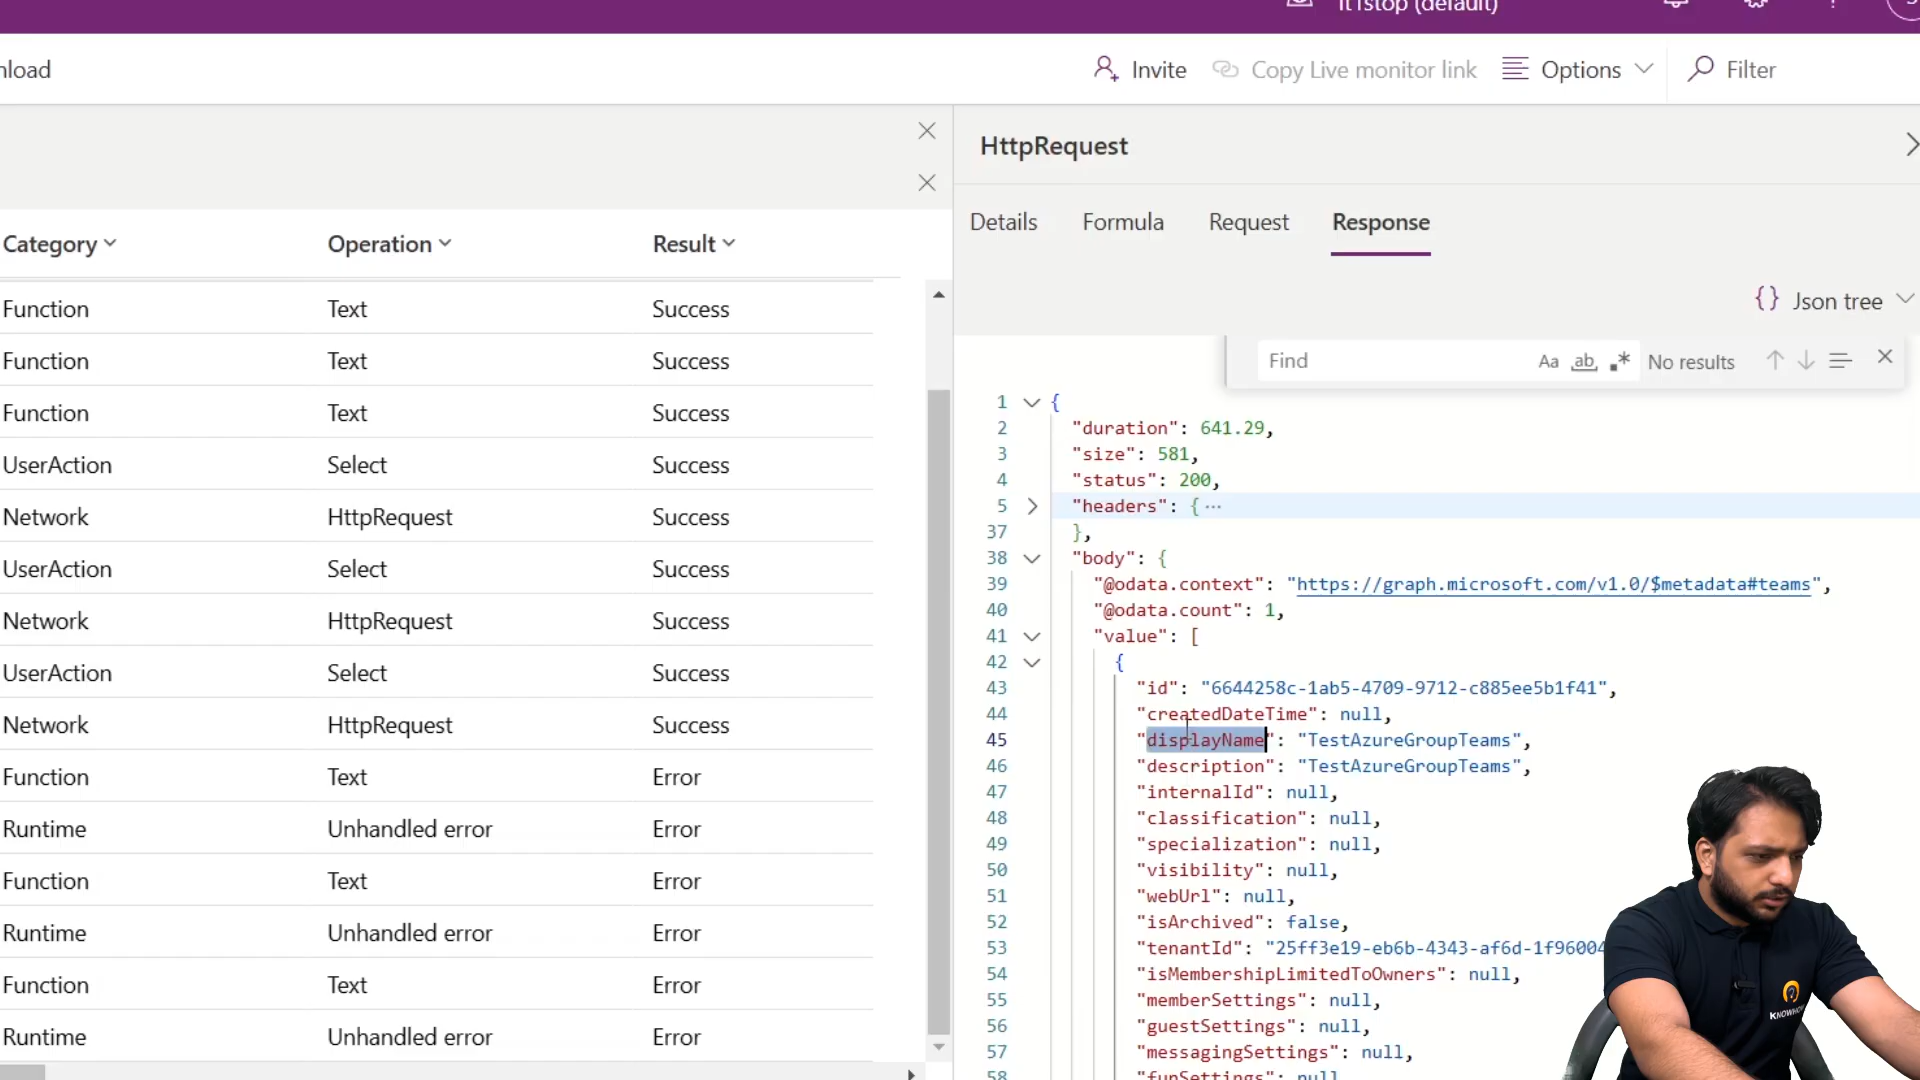 it1stop (default)
nload
Invite
Copy Live monitor link
Options
Filter
HttpRequest
Details
Formula
Request
Response
Json tree
Category
Operation
Result
Find
Aa
ab
No results
Function Text Success
Function Text Success
Function Text Success
UserAction Select Success
Network HttpRequest Success
UserAction Select Success
Network HttpRequest Success
UserAction Select Success
Network HttpRequest Success
Function Text Error
Runtime Unhandled error Error
Function Text Error
Runtime Unhandled error Error
Function Text Error
Runtime Unhandled error Error
1 {
2 "duration": 641.29,
3 "size": 581,
4 "status": 200,
5 "headers": { ···
37 },
38 "body": {
39 "@odata.context": "https://graph.microsoft.com/v1.0/$metadata#teams",
40 "@odata.count": 1,
41 "value": [
42 {
43 "id": "6644258c-1ab5-4709-9712-c885ee5b1f41",
44 "createdDateTime": null,
45 "displayName": "TestAzureGroupTeams",
46 "description": "TestAzureGroupTeams",
47 "internalId": null,
48 "classification": null,
49 "specialization": null,
50 "visibility": null,
51 "webUrl": null,
52 "isArchived": false,
53 "tenantId": "25ff3e19-eb6b-4343-af6d-1f96004
54 "isMembershipLimitedToOwners": null,
55 "memberSettings": null,
56 "guestSettings": null,
57 "messagingSettings": null,
58 "funSettings": null